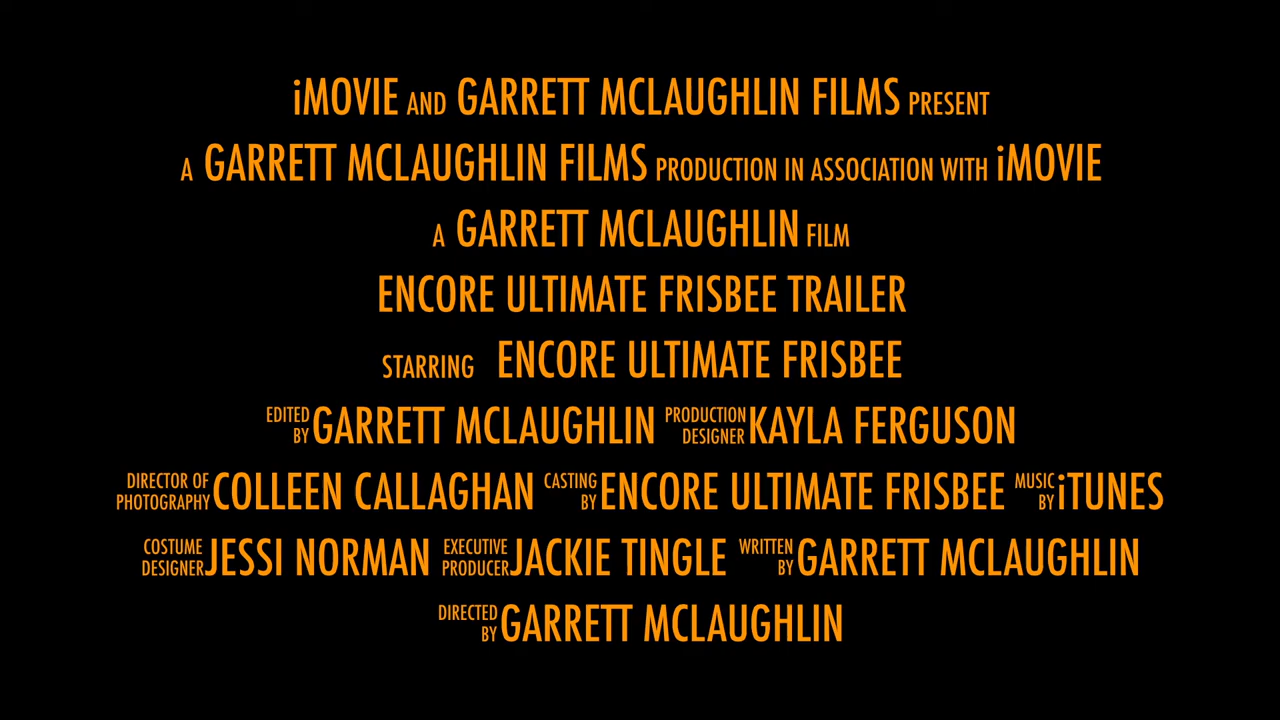 iMOVIE AND GARRETT MCLAUGHLIN FILMS PRESENT
A GARRETT MCLAUGHLIN FILMS PRODUCTION IN ASSOCIATION WITH iMOVIE
A GARRETT MCLAUGHLIN FILM
ENCORE ULTIMATE FRISBEE TRAILER
STARRING ENCORE ULTIMATE FRISBEE
EDITED BY GARRETT MCLAUGHLIN PRODUCTION DESIGNER KAYLA FERGUSON
DIRECTOR OF PHOTOGRAPHY COLLEEN CALLAGHAN CASTING BY ENCORE ULTIMATE FRISBEE MUSIC BY iTUNES
COSTUME DESIGNER JESSI NORMAN EXECUTIVE PRODUCER JACKIE TINGLE WRITTEN BY GARRETT MCLAUGHLIN
DIRECTED BY GARRETT MCLAUGHLIN